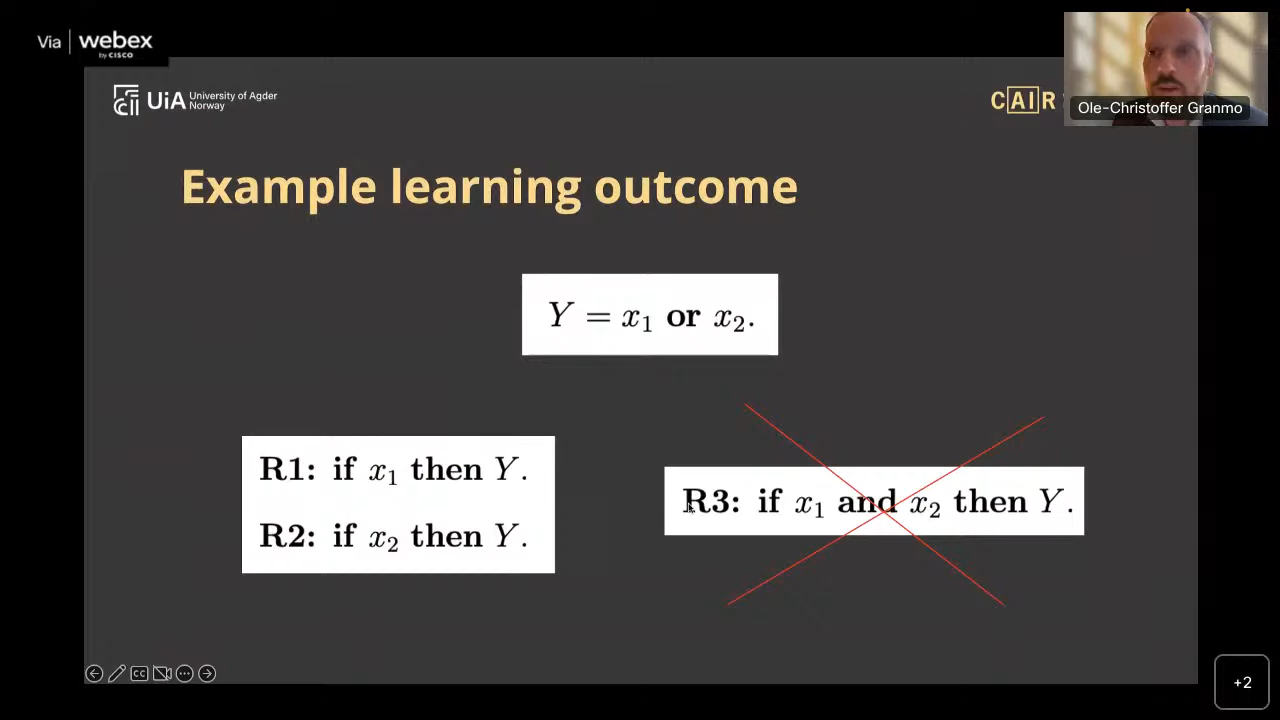 Via webex
by CISCO
UiA University of Agder
Norway
CAIR
Ole-Christoffer Granmo
Example learning outcome
Y = x₁ or x₂.
R1: if x₁ then Y.
R2: if x₂ then Y.
R3: if x₁ and x₂ then Y.
CC
+2